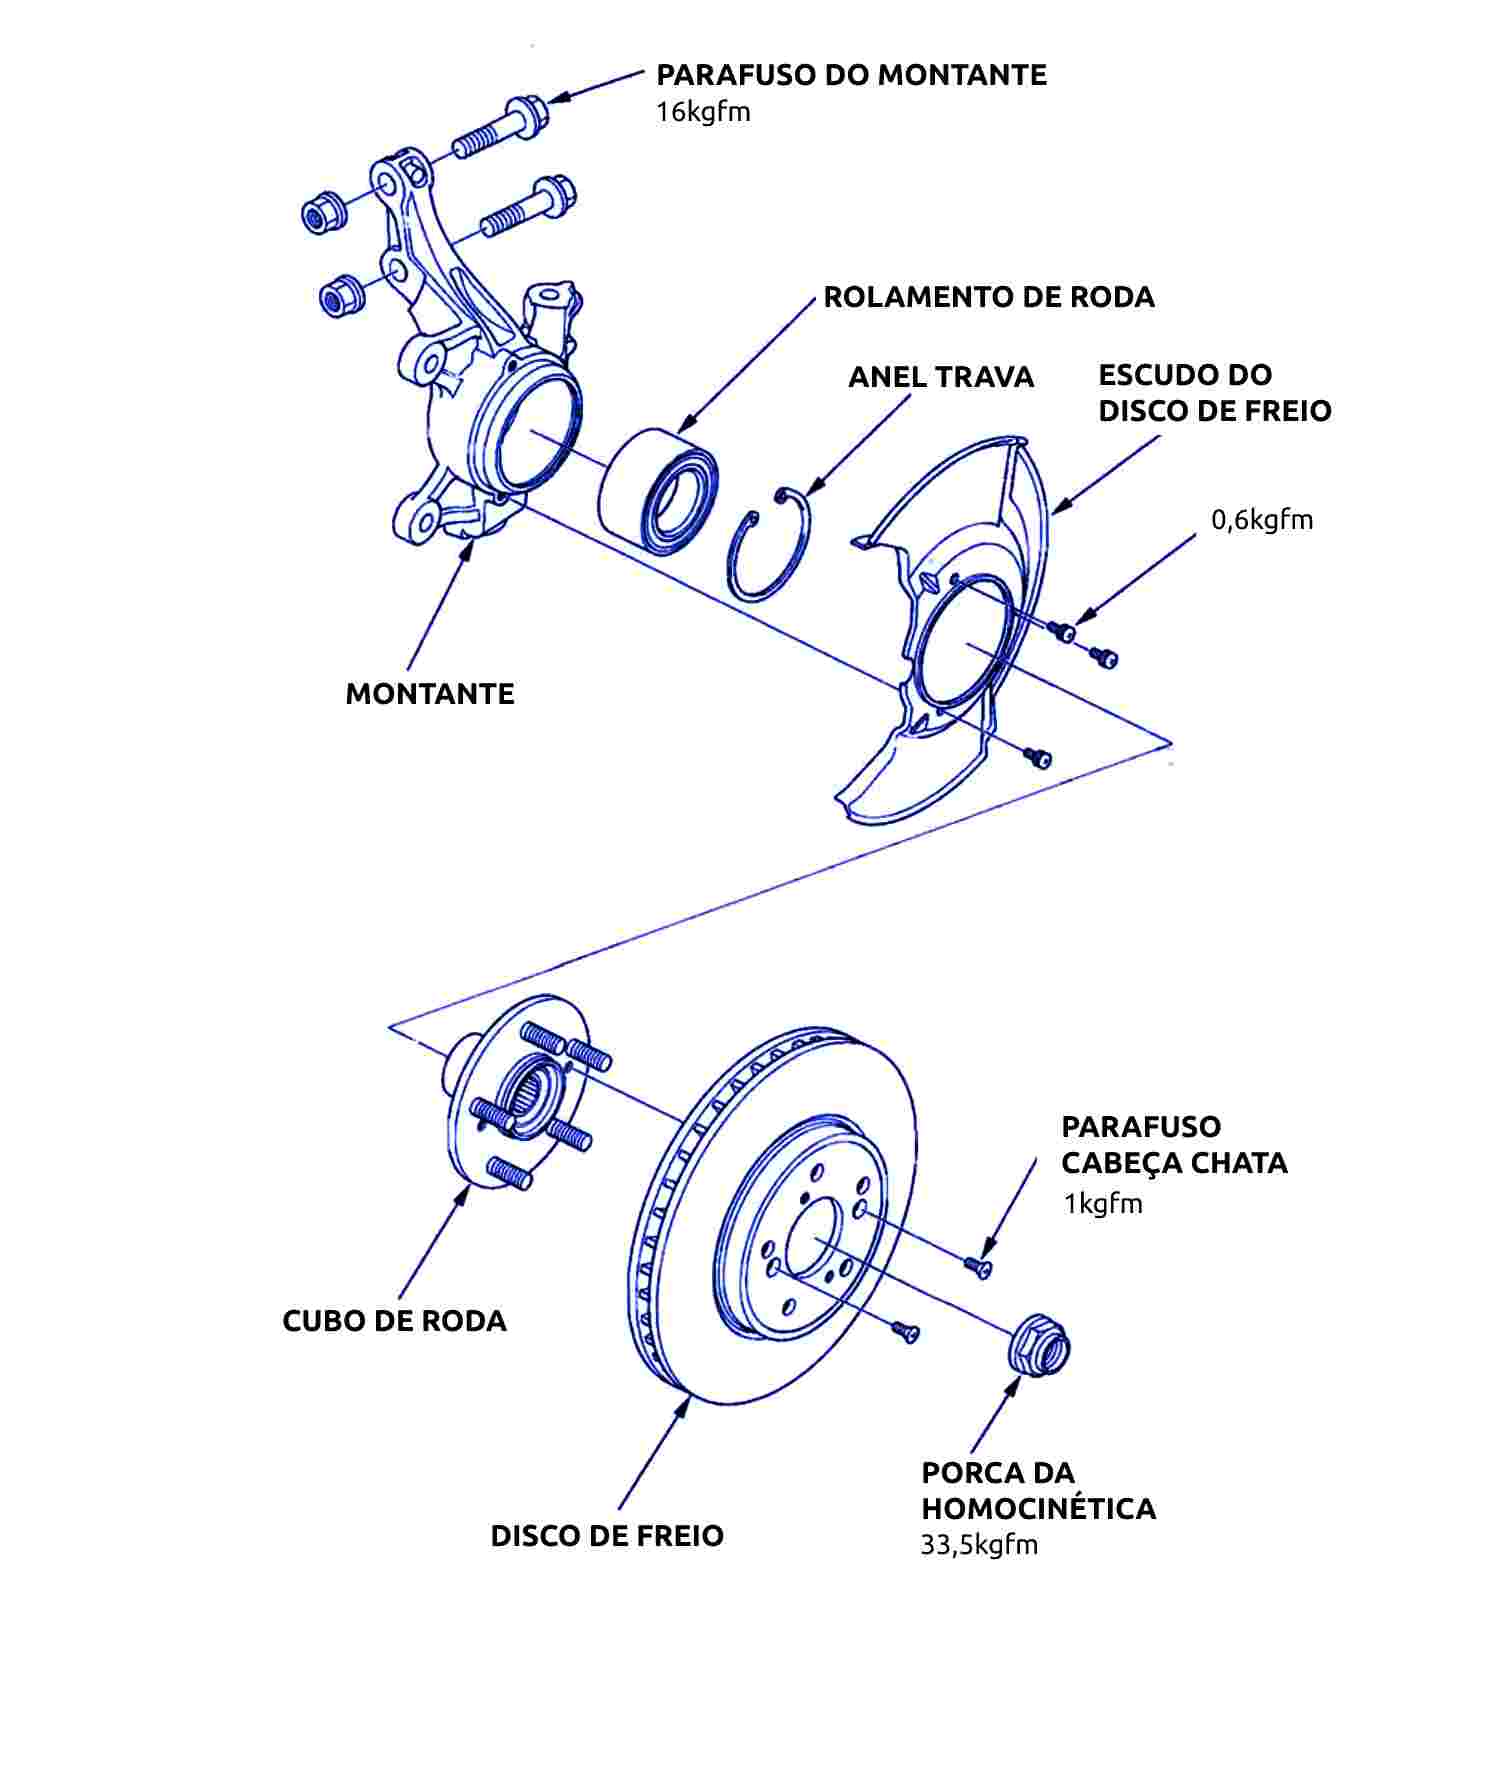 PARAFUSO DO MONTANTE
16kgfm
ROLAMENTO DE RODA
ANEL TRAVA
ESCUDO DO
DISCO DE FREIO
0,6kgfm
MONTANTE
PARAFUSO
CABEÇA CHATA
1kgfm
CUBO DE RODA
PORCA DA
HOMOCINÉTICA
33,5kgfm
DISCO DE FREIO